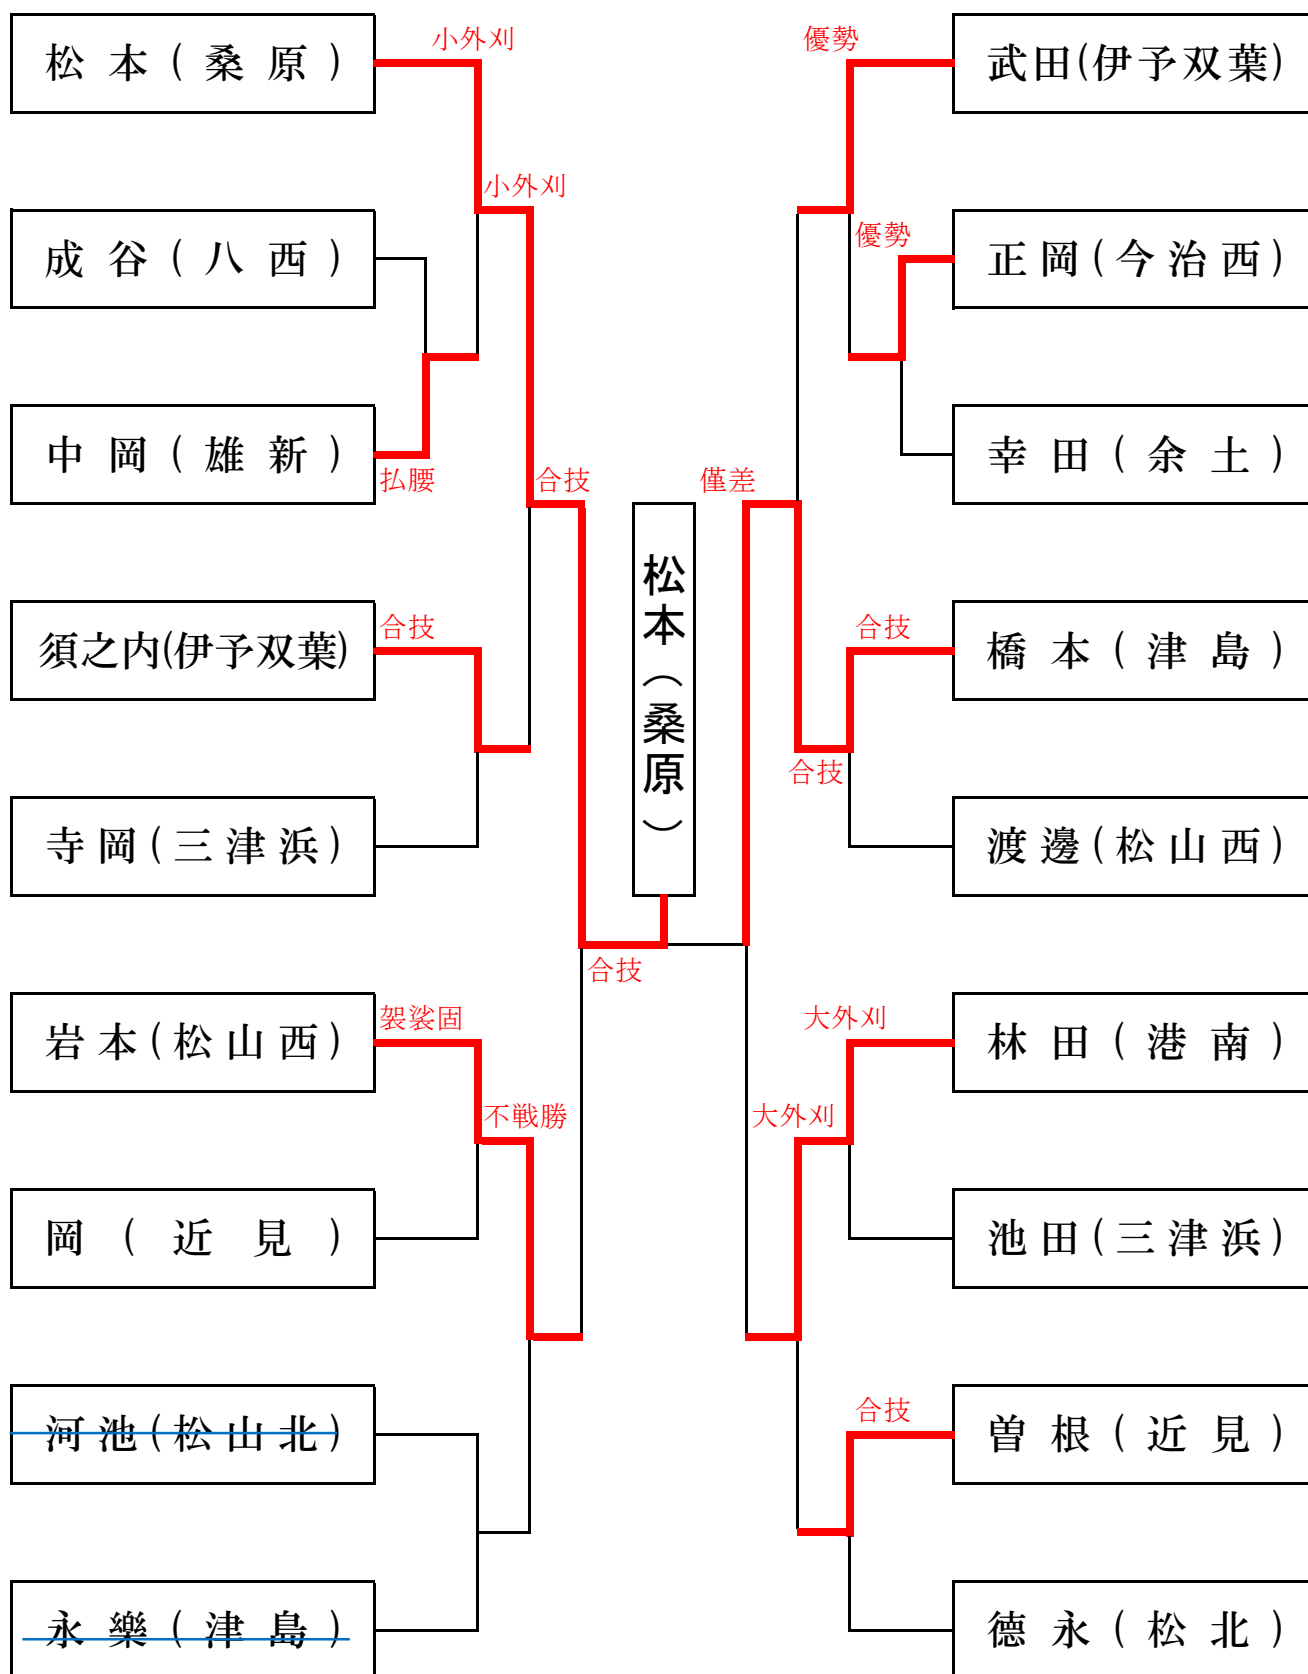 小外刈
優勢
松本(桑原)
武田(伊予双葉)
小外刈
優勢
成谷(八西)
正岡(今治西)
中岡(雄新)
幸田(余土)
払腰
合技
僅差
松本(桑原)
合技
合技
須之内(伊予双葉)
橋本(津島)
合技
寺岡(三津浜)
渡邊(松山西)
合技
袈裟固
大外刈
岩本(松山西)
林田(港南)
不戦勝
大外刈
岡(近見)
池田(三津浜)
合技
河池(松山北)
曽根(近見)
永樂(津島)
德永(松北)